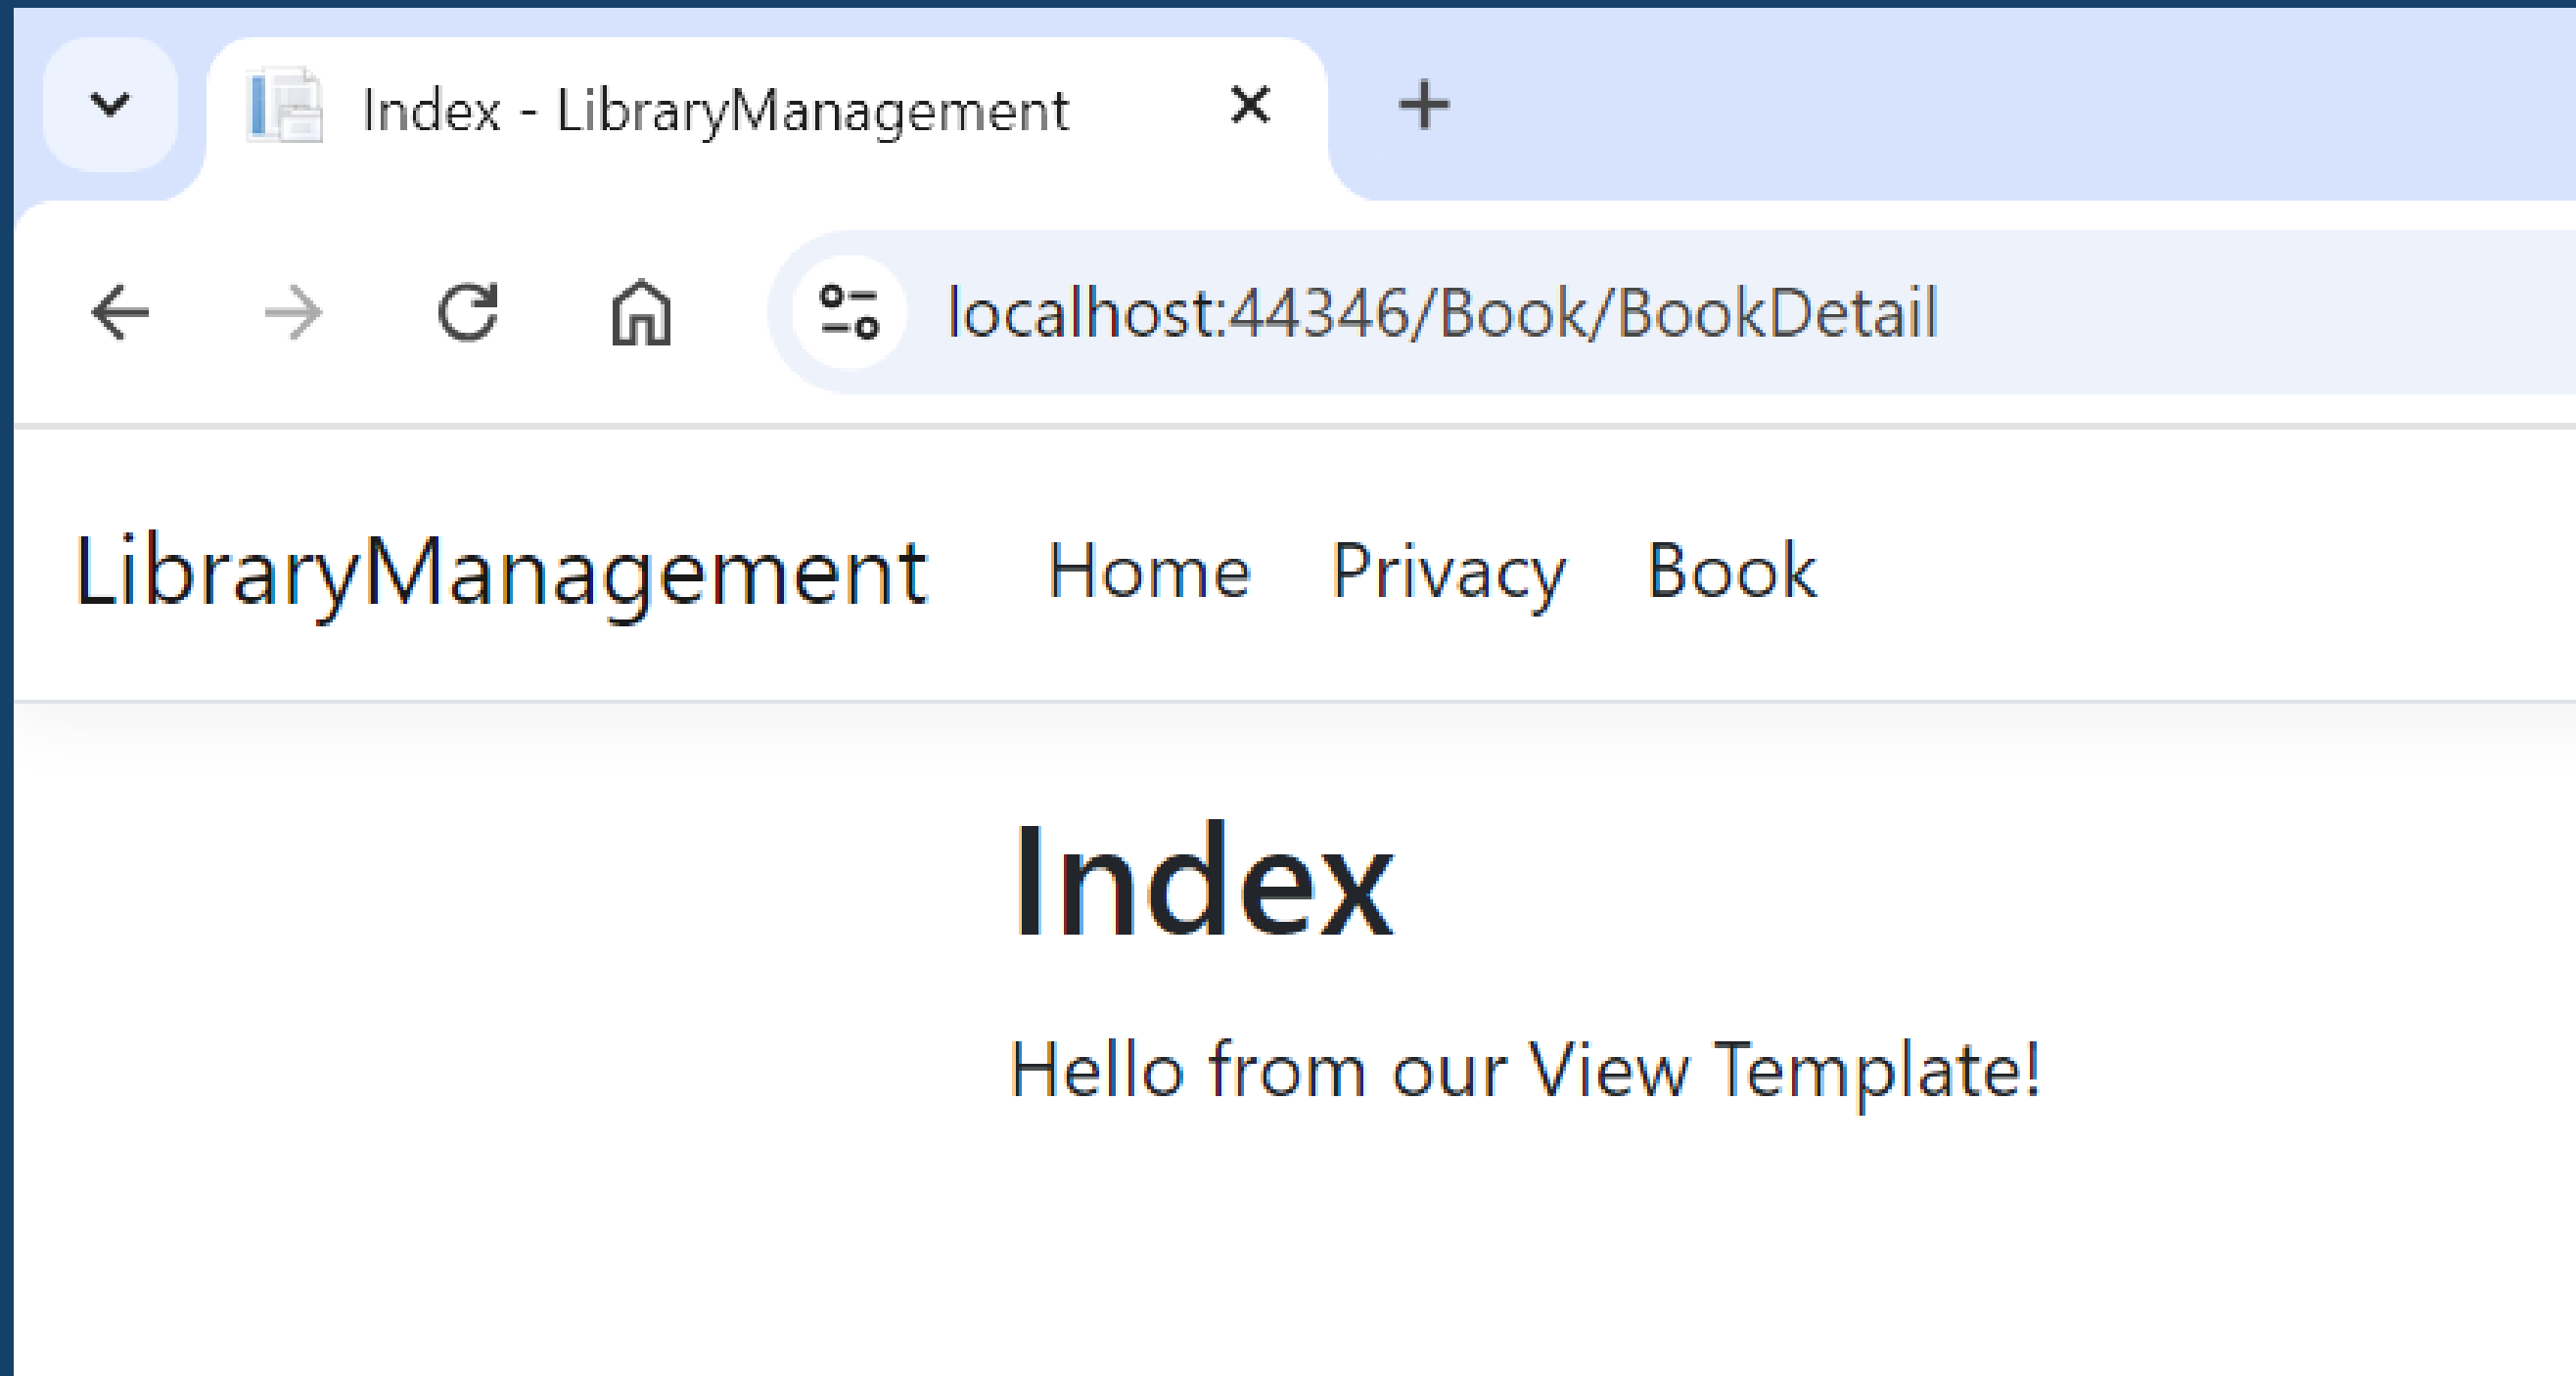 Index - LibraryManagement
localhost:44346/Book/BookDetail
LibraryManagement Home Privacy Book
Index
Hello from our View Template!